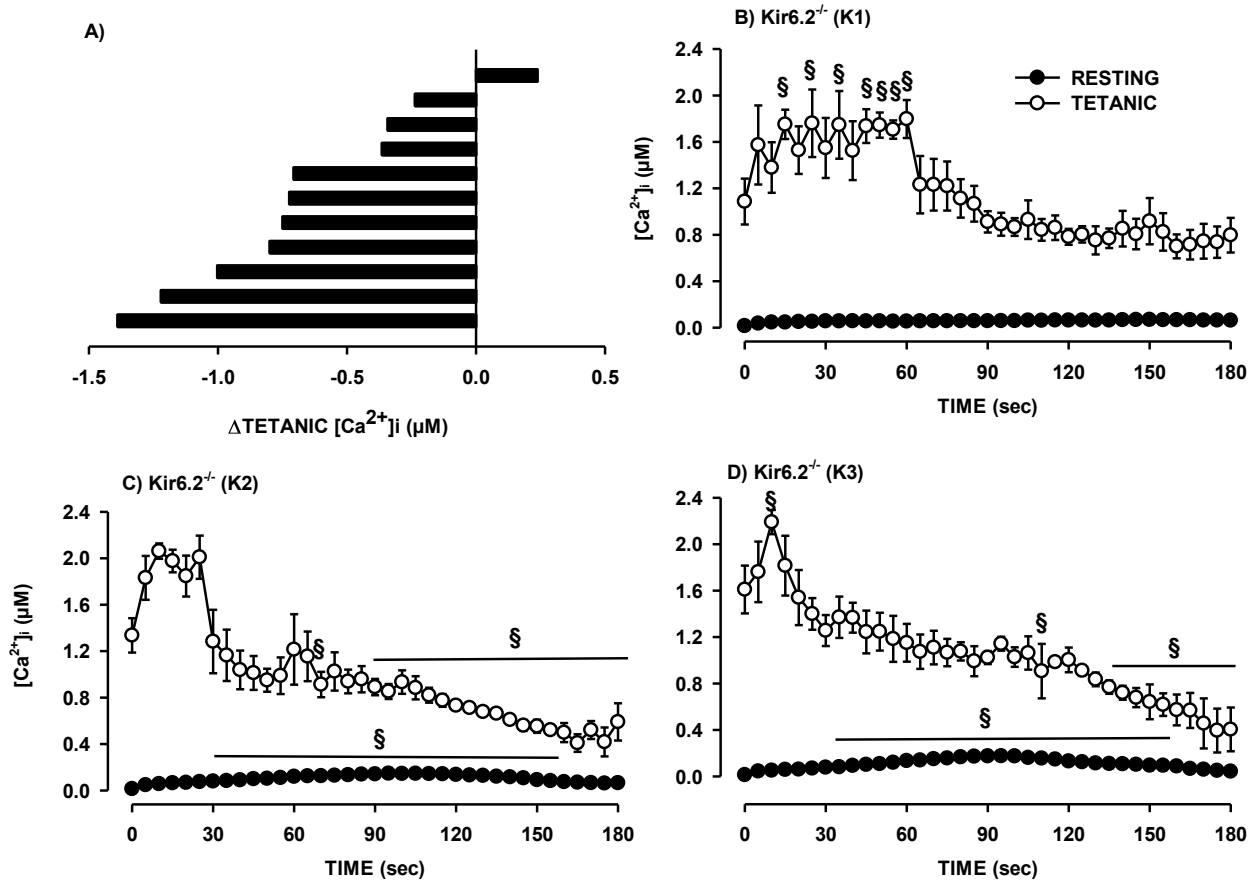 A)
-1.5 -1.0 -0.5 0.0 0.5
ΔTETANIC [Ca²⁺]i (µM)
B) Kir6.2⁻/⁻ (K1)
RESTING
TETANIC
§ § § § § § §
[Ca²⁺]i (µM)
2.4
2.0
1.6
1.2
0.8
0.4
0.0
0 30 60 90 120 150 180
TIME (sec)
C) Kir6.2⁻/⁻ (K2)
[Ca²⁺]i (µM)
2.4
2.0
1.6
1.2
0.8
0.4
0.0
§
§
§
0 30 60 90 120 150 180
TIME (sec)
D) Kir6.2⁻/⁻ (K3)
2.4
2.0
1.6
1.2
0.8
0.4
0.0
§
§
§
§
0 30 60 90 120 150 180
TIME (sec)